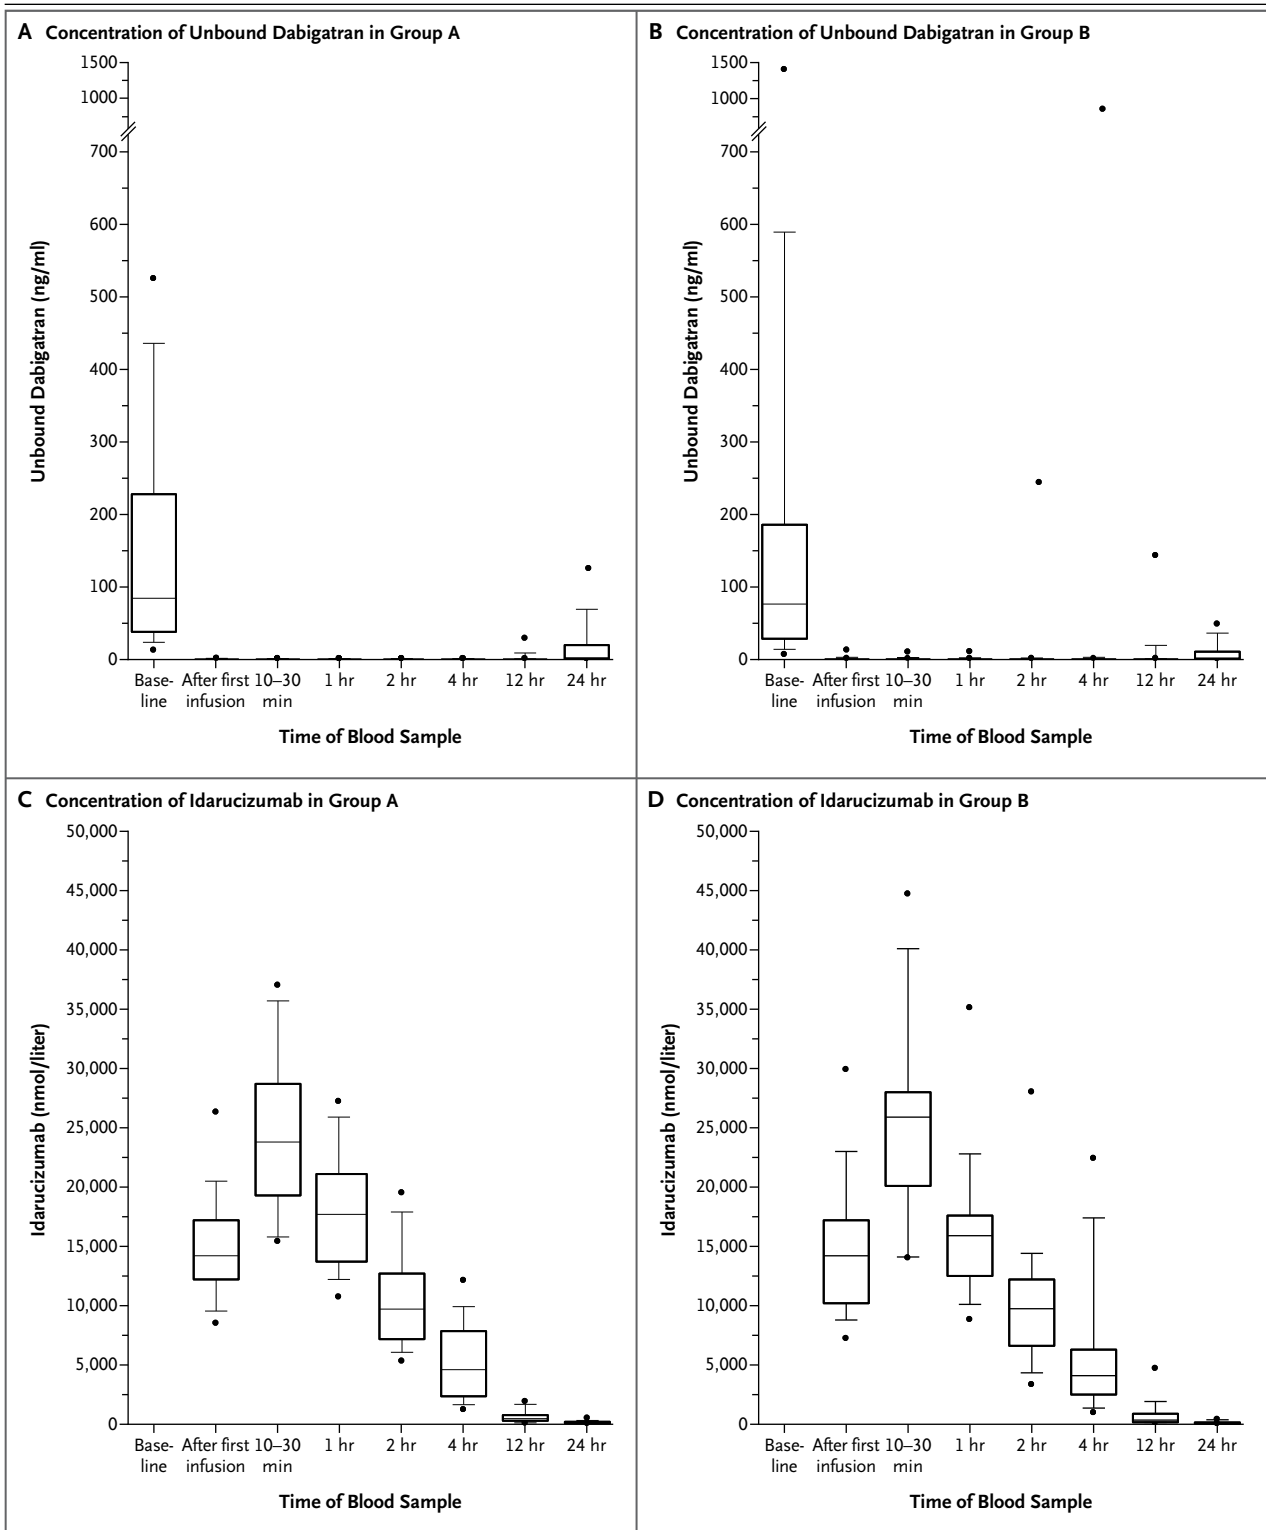 A Concentration of Unbound Dabigatran in Group A
1500
1000
700
600
500
400
300
200
100
0
Unbound Dabigatran (ng/ml)
Base-
line
After first
infusion
10–30
min
1 hr
2 hr
4 hr
12 hr
24 hr
Time of Blood Sample
B Concentration of Unbound Dabigatran in Group B
1500
1000
700
600
500
400
300
200
100
0
Unbound Dabigatran (ng/ml)
Base-
line
After first
infusion
10–30
min
1 hr
2 hr
4 hr
12 hr
24 hr
Time of Blood Sample
C Concentration of Idarucizumab in Group A
50,000
45,000
40,000
35,000
30,000
25,000
20,000
15,000
10,000
5,000
0
Idarucizumab (nmol/liter)
Base-
line
After first
infusion
10–30
min
1 hr
2 hr
4 hr
12 hr
24 hr
Time of Blood Sample
D Concentration of Idarucizumab in Group B
50,000
45,000
40,000
35,000
30,000
25,000
20,000
15,000
10,000
5,000
0
Idarucizumab (nmol/liter)
Base-
line
After first
infusion
10–30
min
1 hr
2 hr
4 hr
12 hr
24 hr
Time of Blood Sample